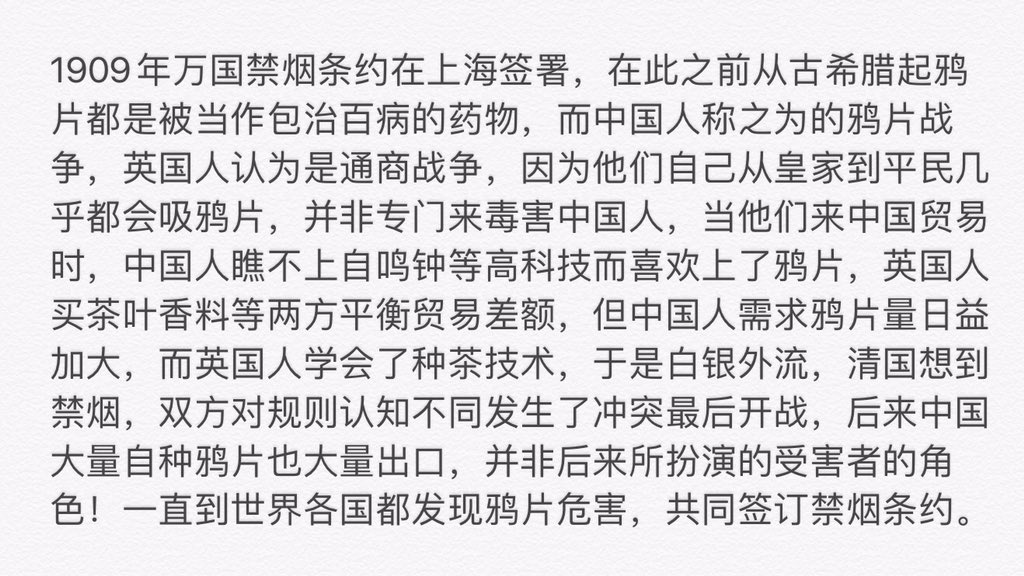 1909年万国禁烟条约在上海签署，在此之前从古希腊起鸦
片都是被当作包治百病的药物，而中国人称之为的鸦片战
争，英国人认为是通商战争，因为他们自己从皇家到平民几
乎都会吸鸦片，并非专门来毒害中国人，当他们来中国贸易
时，中国人瞧不上自鸣钟等高科技而喜欢上了鸦片，英国人
买茶叶香料等两方平衡贸易差额，但中国人需求鸦片量日益
加大，而英国人学会了种茶技术，于是白银外流，清国想到
禁烟，双方对规则认知不同发生了冲突最后开战，后来中国
大量自种鸦片也大量出口，并非后来所扮演的受害者的角
色！一直到世界各国都发现鸦片危害，共同签订禁烟条约。